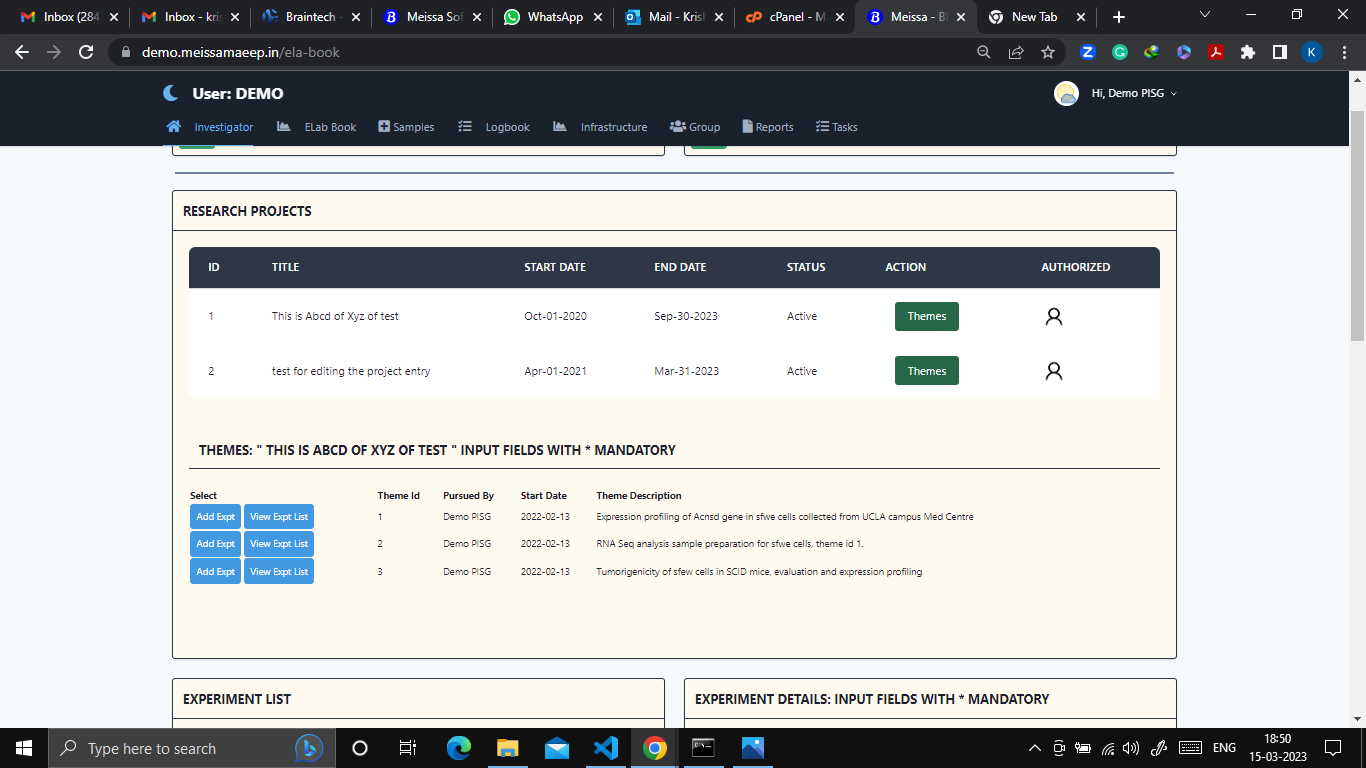 Inbox (284
Inbox - kris
Braintech -
Meissa Sof
WhatsApp
Mail - Krish
cPanel - M
Meissa - B
New Tab
demo.meissamaeep.in/ela-book
K
User: DEMO
Hi, Demo PISG
Investigator ELab Book Samples Logbook Infrastructure Group Reports Tasks
RESEARCH PROJECTS
ID TITLE START DATE END DATE STATUS ACTION AUTHORIZED
1 This is Abcd of Xyz of test Oct-01-2020 Sep-30-2023 Active Themes
2 test for editing the project entry Apr-01-2021 Mar-31-2023 Active Themes
THEMES: " THIS IS ABCD OF XYZ OF TEST " INPUT FIELDS WITH * MANDATORY
Select Theme Id Pursued By Start Date Theme Description
Add Expt View Expt List 1 Demo PISG 2022-02-13 Expression profiling of Acnsd gene in sfwe cells collected from UCLA campus Med Centre
Add Expt View Expt List 2 Demo PISG 2022-02-13 RNA Seq analysis sample preparation for sfwe cells, theme id 1.
Add Expt View Expt List 3 Demo PISG 2022-02-13 Tumorigenicity of sfew cells in SCID mice, evaluation and expression profiling
EXPERIMENT LIST
EXPERIMENT DETAILS: INPUT FIELDS WITH * MANDATORY
Type here to search
ENG
18:50
15-03-2023